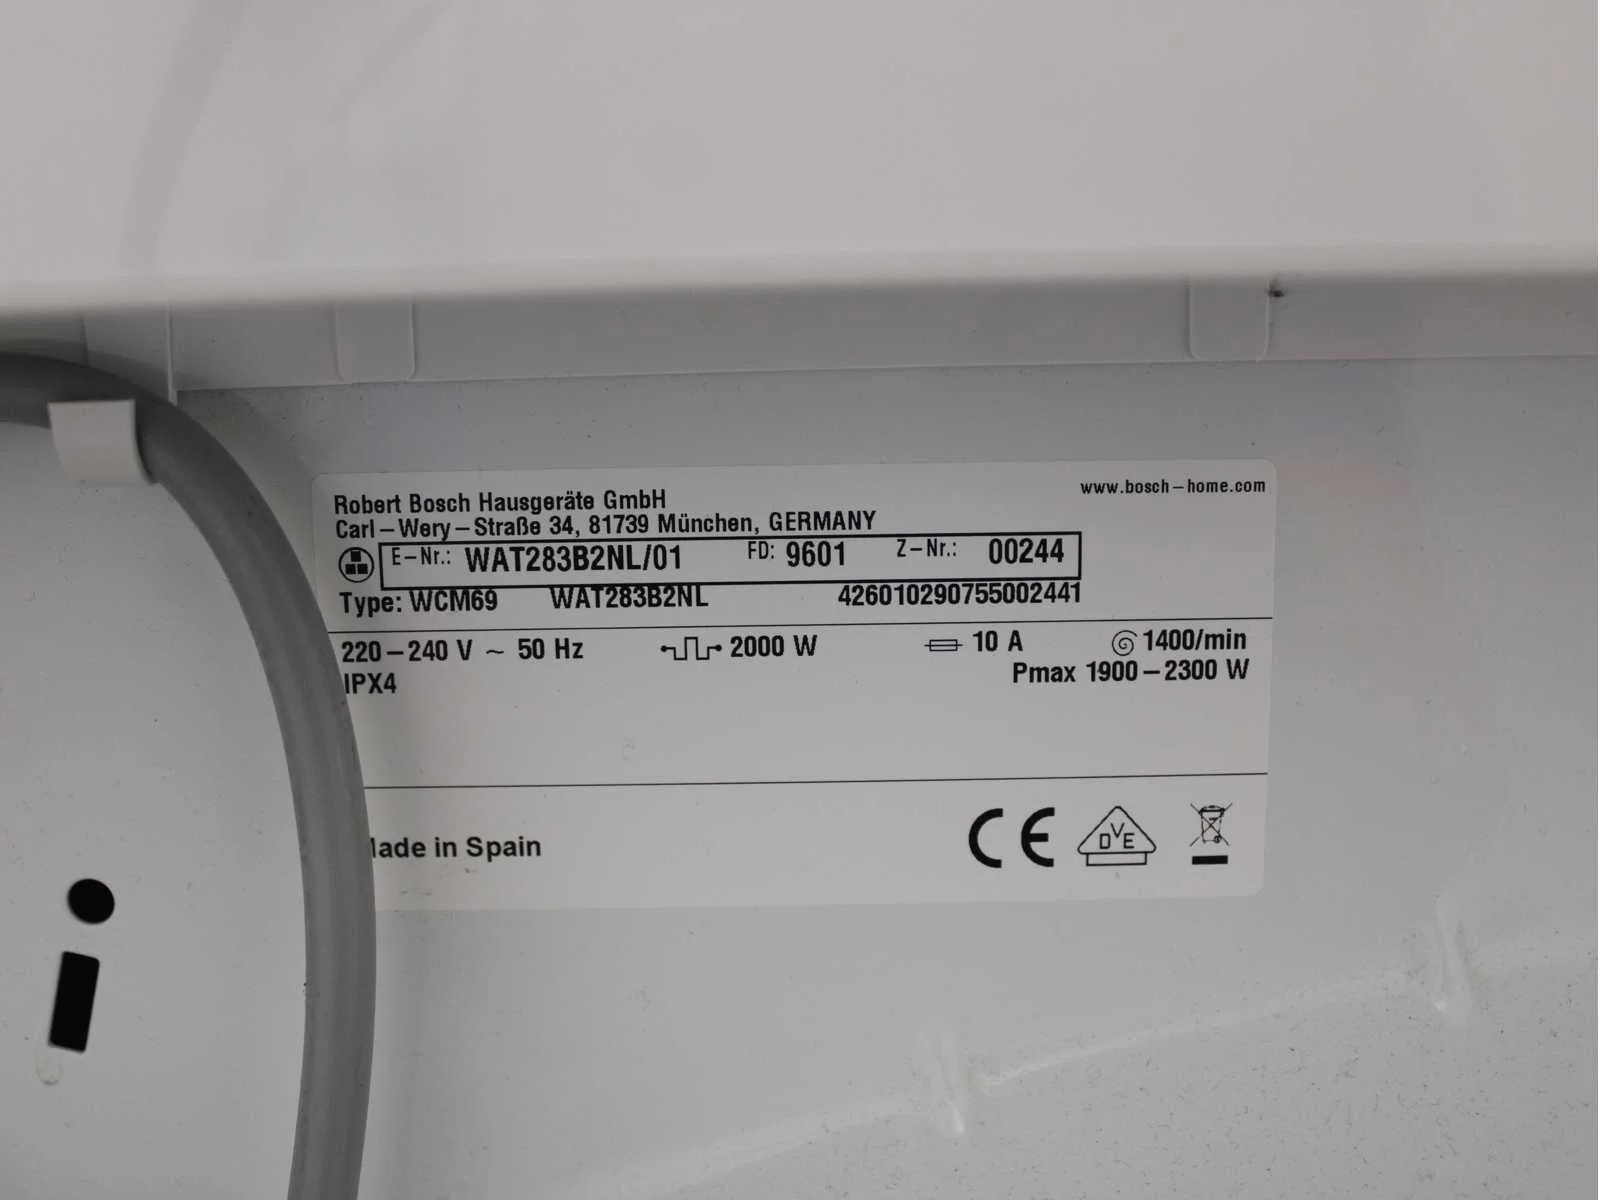 Robert Bosch Hausgeräte GmbH
www.bosch-home.com
Carl-Wery-Straße 34, 81739 München, GERMANY
E-Nr.: WAT283B2NL/01 FD: 9601 Z-Nr.: 00244
Type: WCM69 WAT283B2NL 426010290755002441
220-240 V ~ 50 Hz 2000 W 10 A 1400/min
IPX4 Pmax 1900-2300 W
in Spain
CE DVE